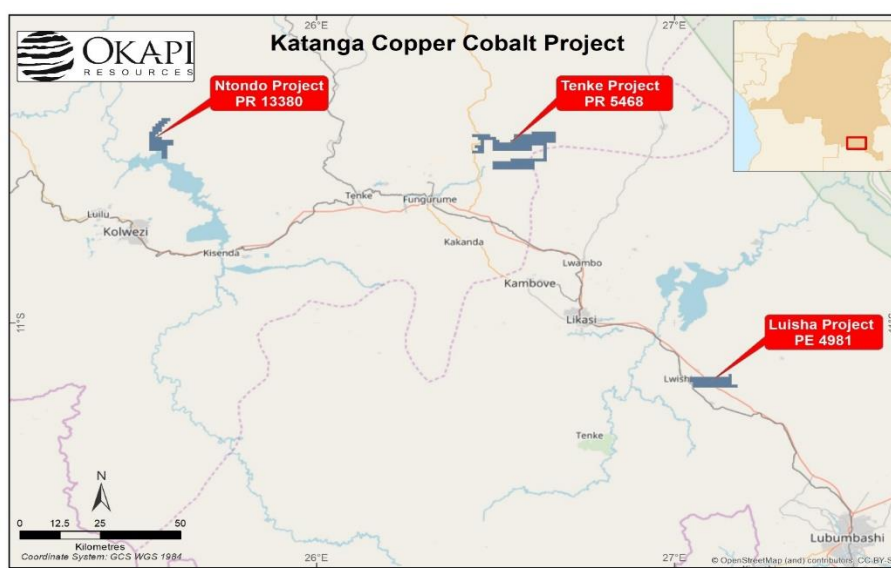 OKAPI
RESOURCES
Katanga Copper Cobalt Project
26°E
27°E
Ntondo Project
PR 13380
Tenke Project
PR 5468
Luilu
Kolwezi
Kisenda
Tenke
Fungurume
Kakanda
Lwambo
Kambove
Likasi
11°S
Luisha Project
PE 4981
Lwish
Tenke
Lubumbashi
N
0 12.5 25 50
Kilometres
Coordinate System: GCS WGS 1984
26°E
27°E
© OpenStreetMap (and) contributors, CC-BY-S